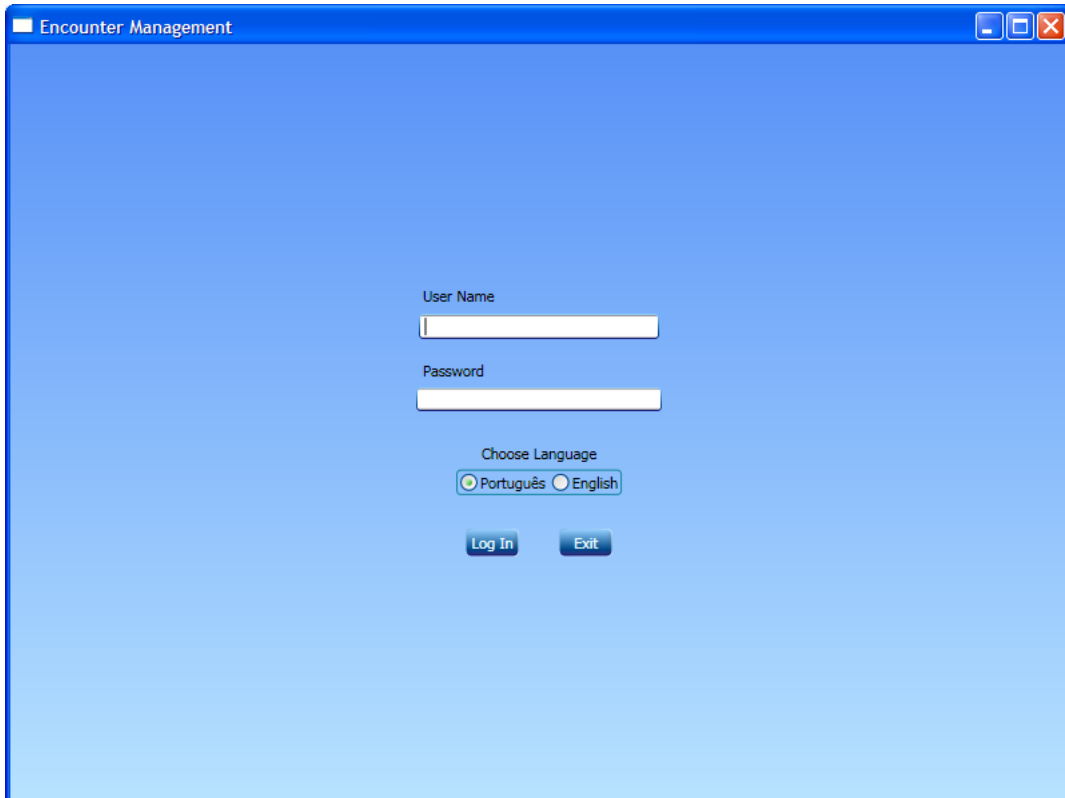 Encounter Management
User Name
Password
Choose Language
Português English
Log In Exit